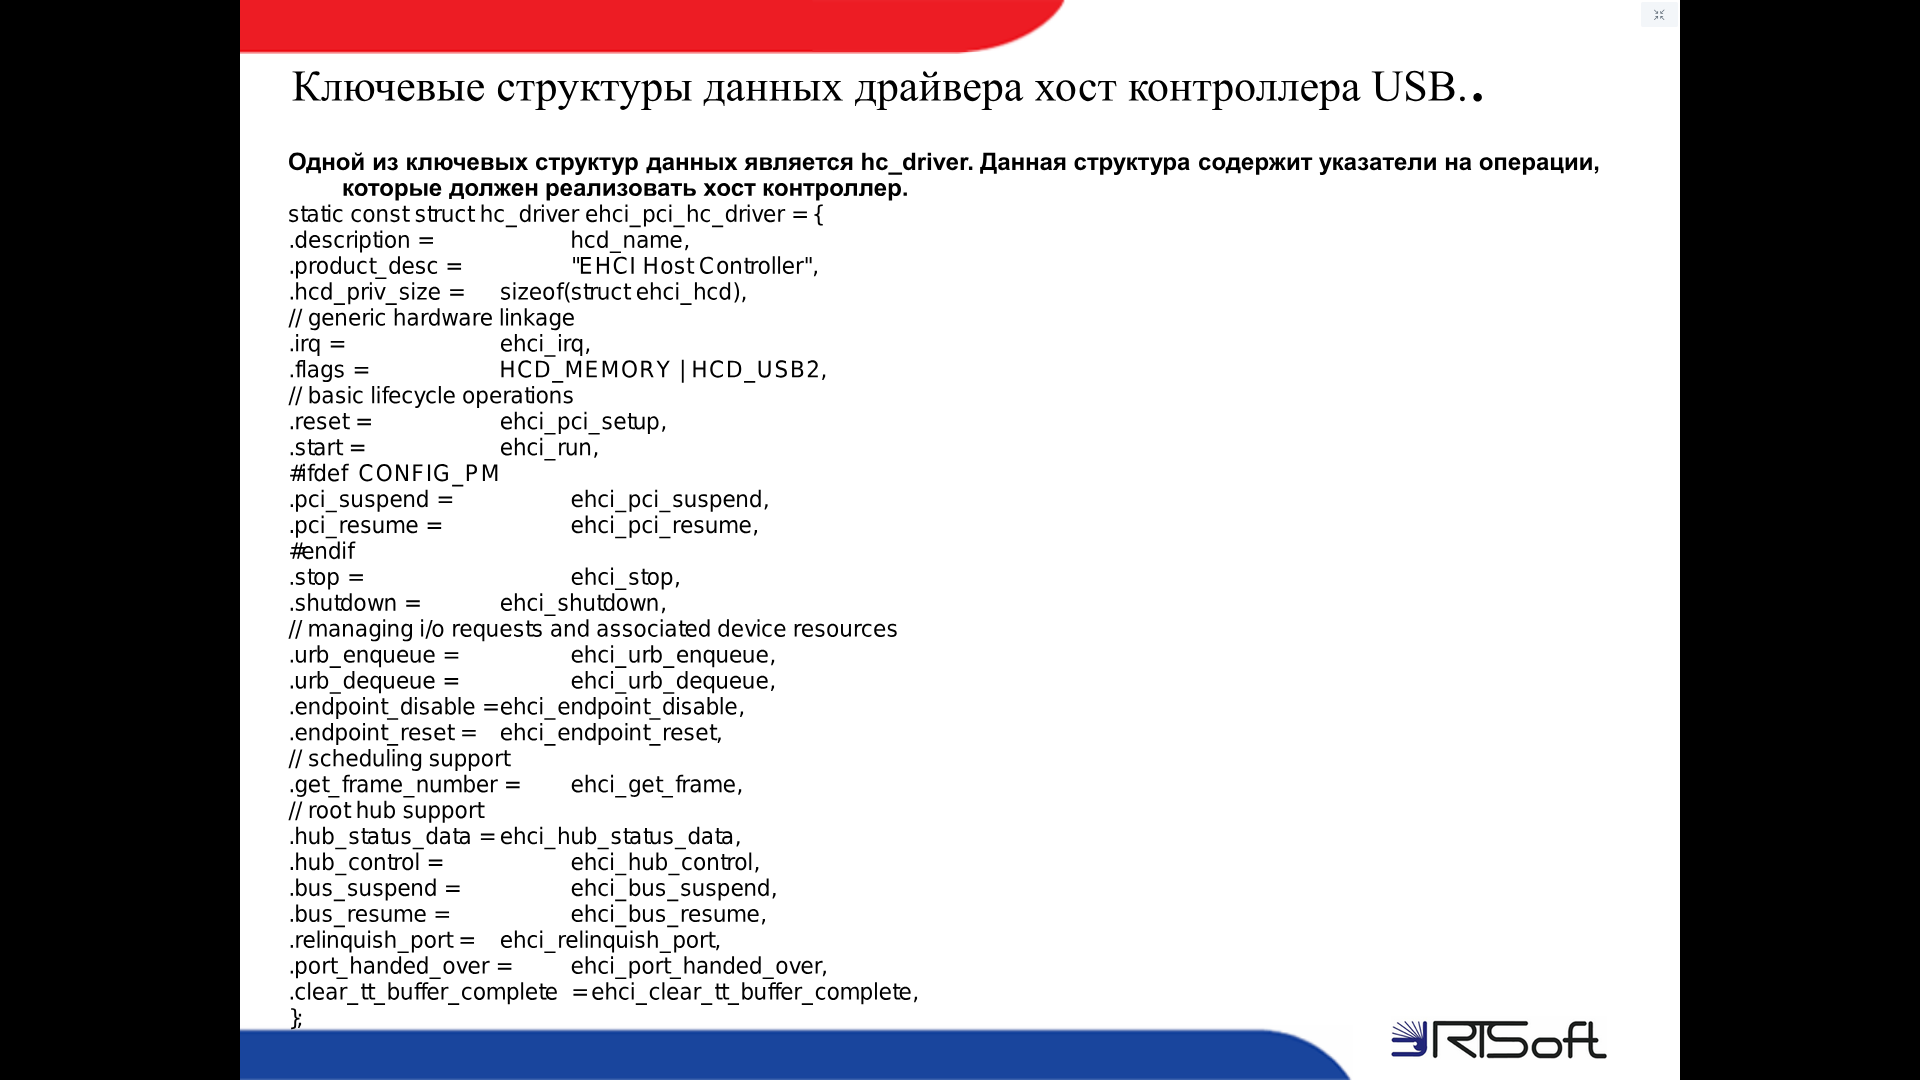 Ключевые структуры данных драйвера хост контроллера USB..
Одной из ключевых структур данных является hc_driver. Данная структура содержит указатели на операции,
которые должен реализовать хост контроллер.
static const struct hc_driver ehci_pci_hc_driver = {
.description = hcd_name,
.product_desc = "EHCI Host Controller",
.hcd_priv_size = sizeof(struct ehci_hcd),
// generic hardware linkage
.irq = ehci_irq,
.flags = HCD_MEMORY | HCD_USB2,
// basic lifecycle operations
.reset = ehci_pci_setup,
.start = ehci_run,
#ifdef CONFIG_PM
.pci_suspend = ehci_pci_suspend,
.pci_resume = ehci_pci_resume,
#endif
.stop = ehci_stop,
.shutdown = ehci_shutdown,
// managing i/o requests and associated device resources
.urb_enqueue = ehci_urb_enqueue,
.urb_dequeue = ehci_urb_dequeue,
.endpoint_disable = ehci_endpoint_disable,
.endpoint_reset = ehci_endpoint_reset,
// scheduling support
.get_frame_number = ehci_get_frame,
// root hub support
.hub_status_data = ehci_hub_status_data,
.hub_control = ehci_hub_control,
.bus_suspend = ehci_bus_suspend,
.bus_resume = ehci_bus_resume,
.relinquish_port = ehci_relinquish_port,
.port_handed_over = ehci_port_handed_over,
.clear_tt_buffer_complete = ehci_clear_tt_buffer_complete,
};
RTSoft